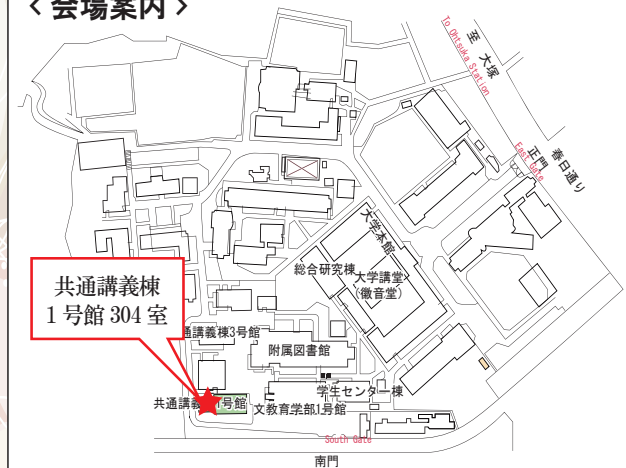 <会場案内>
至 大塚
To Ohtsuka Station
春日通り
正門
East Gate
大学本館
総合研究棟
大学講堂
(徽音堂)
共通講義棟
1号館 304 室
通講義棟3号館
附属図書館
学生センター棟
共通講義
号館
文教育学部1号館
South Gate
南門